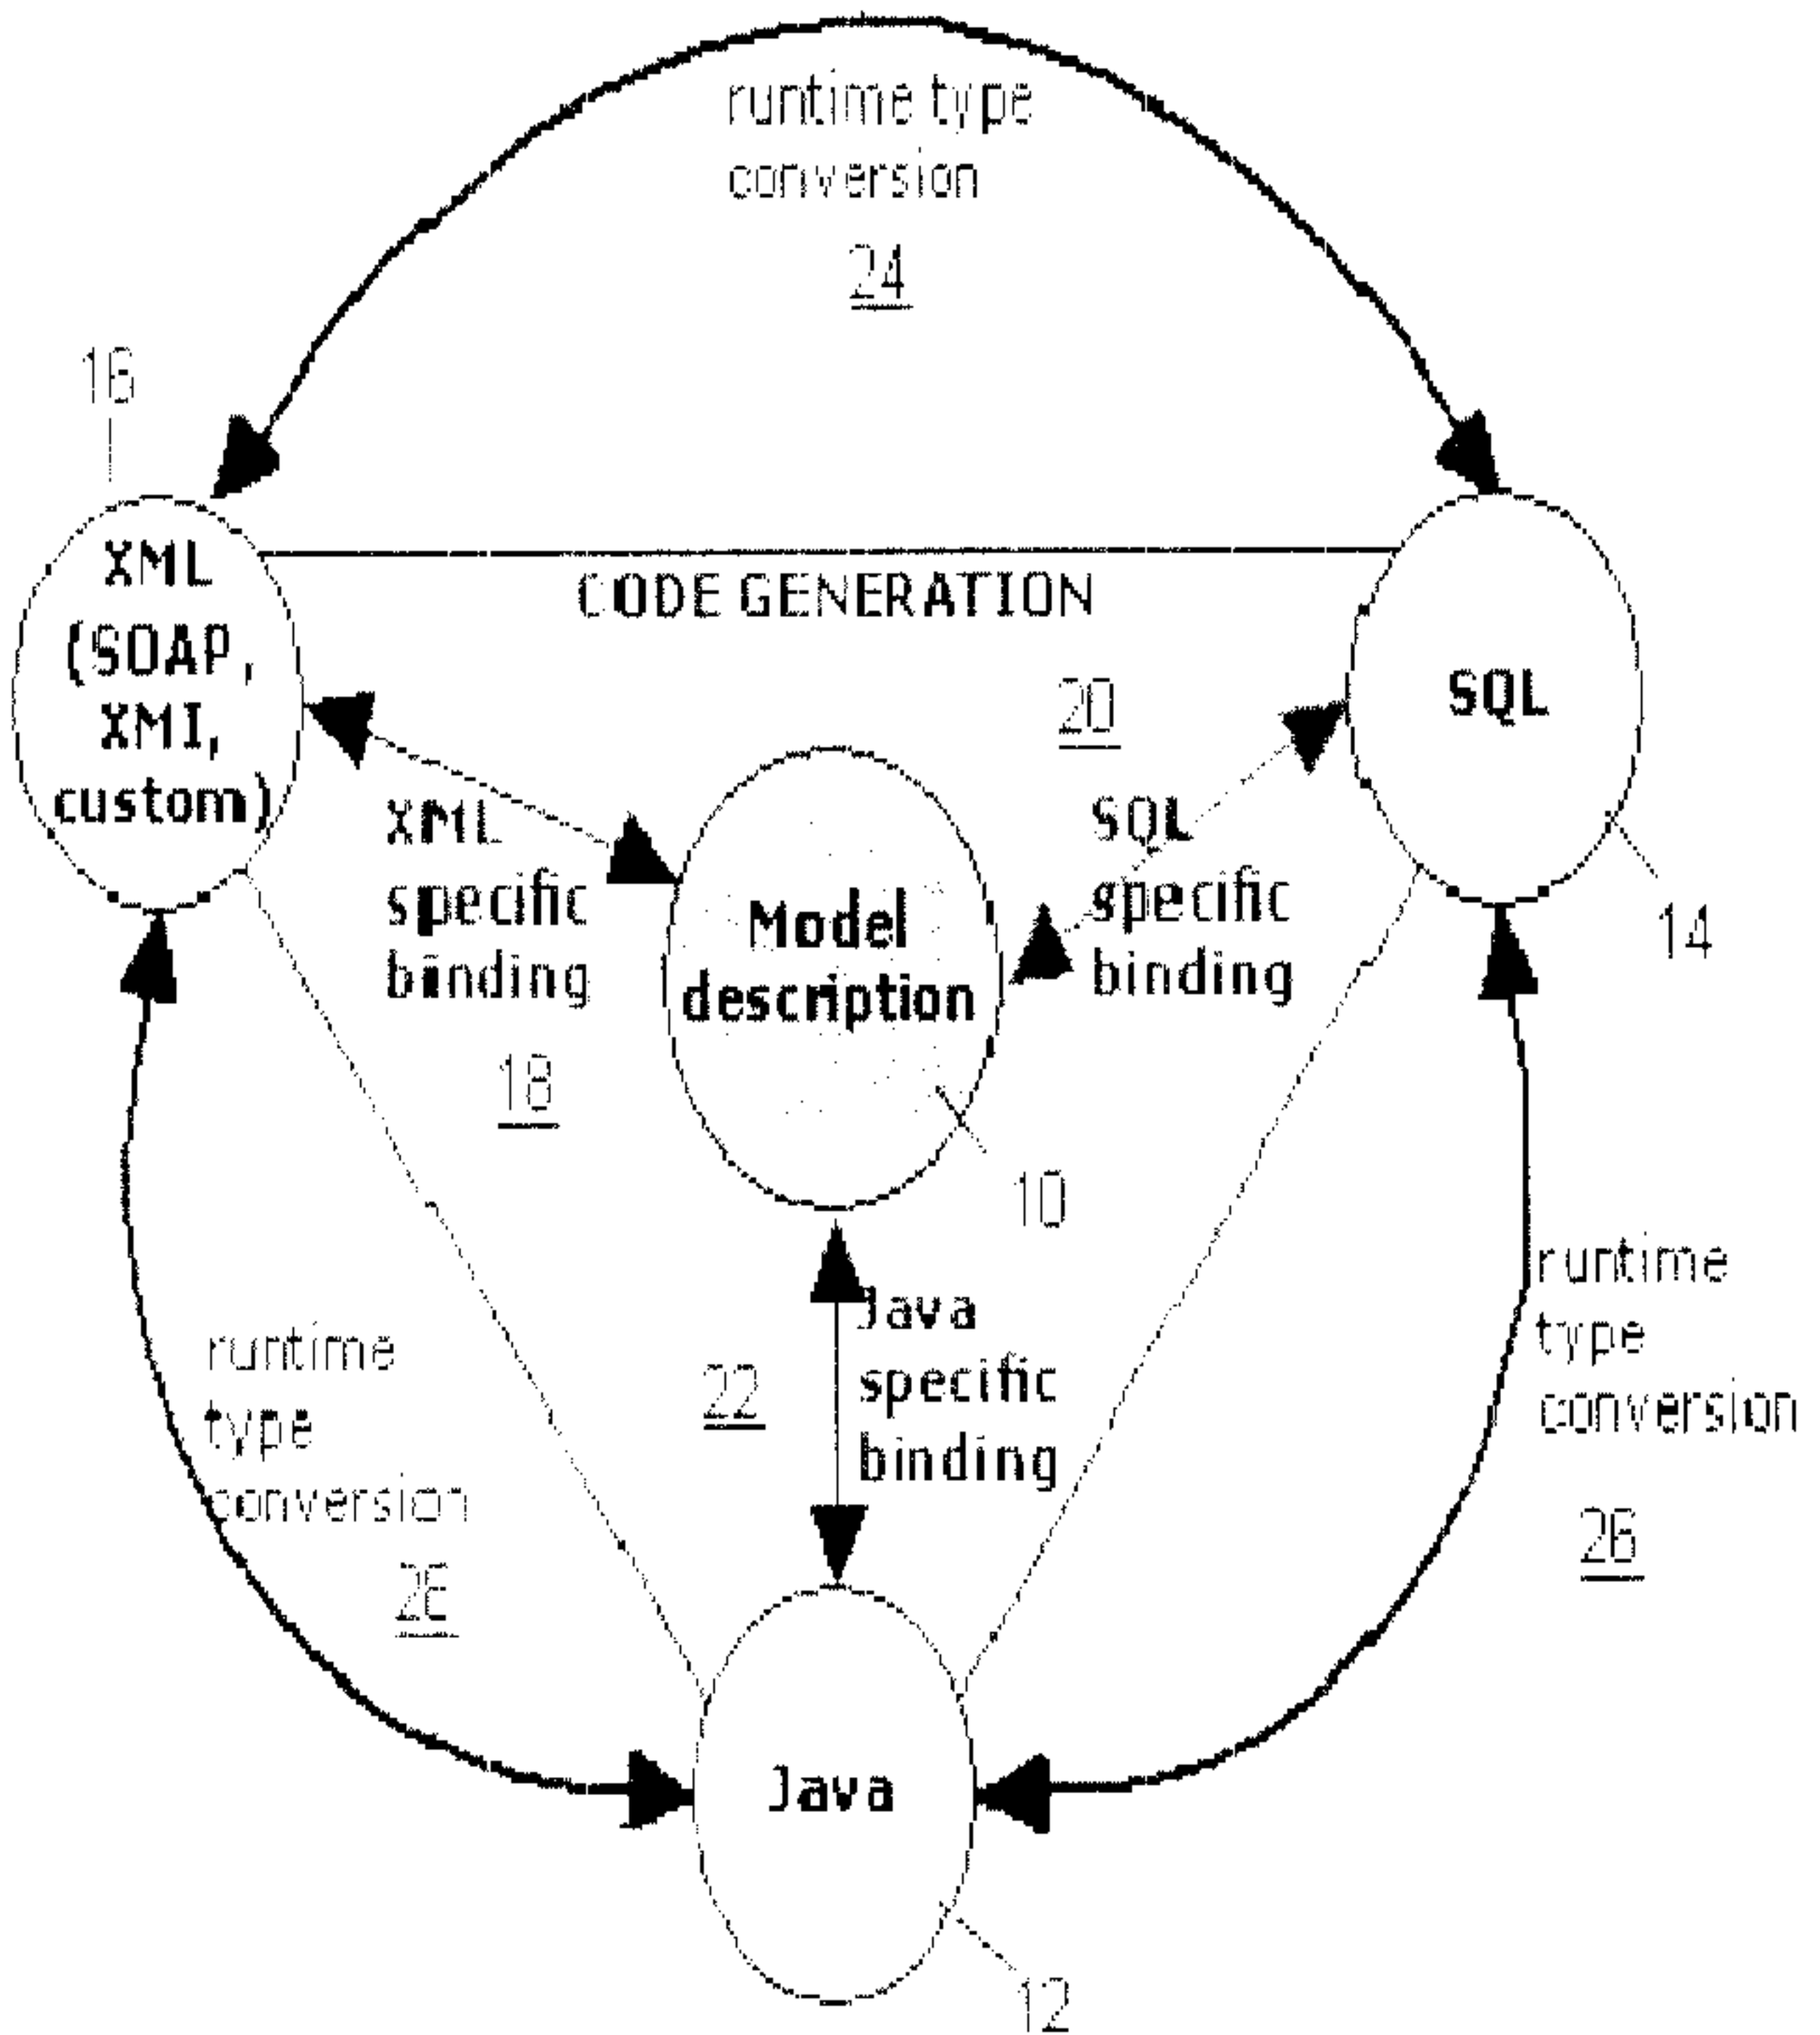 runtime type
conversion
24
16
XML
(SOAP,
XMI,
custom)
CODE GENERATION
20
SQL
XML
specific
binding
18
SQL
specific
binding
14
Model
description
10
Java
specific
binding
22
runtime
type
conversion
26
runtime
type
conversion
Java
12